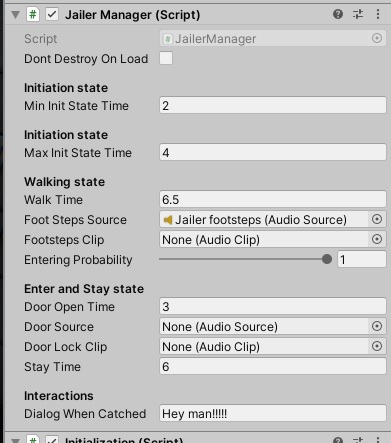 Jailer Manager (Script)
Script JailerManager
Dont Destroy On Load
Initiation state
Min Init State Time 2
Initiation state
Max Init State Time 4
Walking state
Walk Time 6.5
Foot Steps Source Jailer footsteps (Audio Source)
Footsteps Clip None (Audio Clip)
Entering Probability 1
Enter and Stay state
Door Open Time 3
Door Source None (Audio Source)
Door Lock Clip None (Audio Clip)
Stay Time 6
Interactions
Dialog When Catched Hey man!!!!!
Initialization (Script)